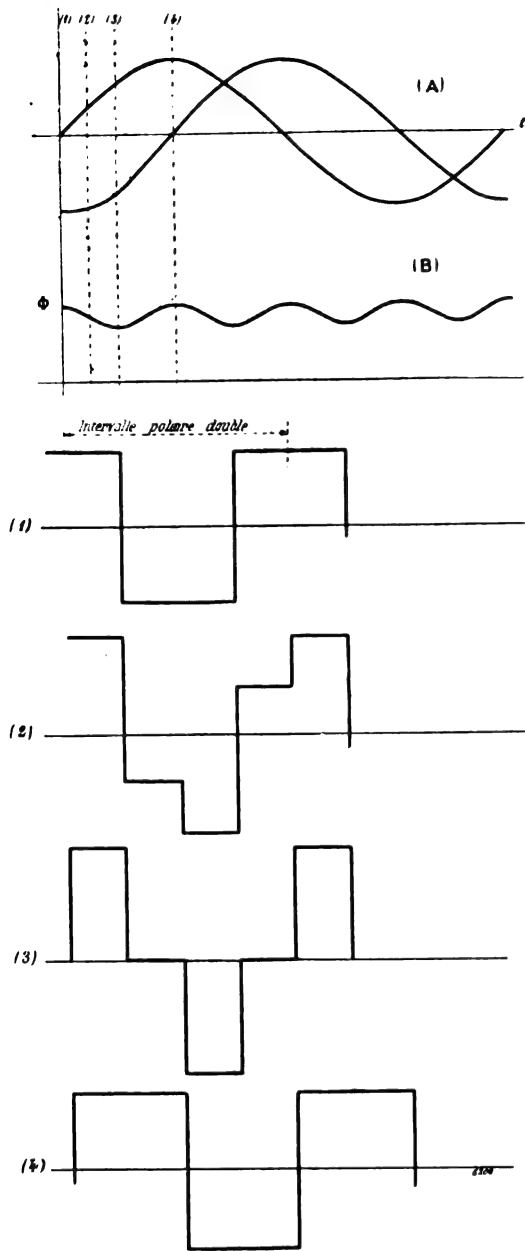 (1) (2) (3) (4)
(A)
t
(B)
Φ
Intervalle polaire double
(1)
(2)
(3)
(4)